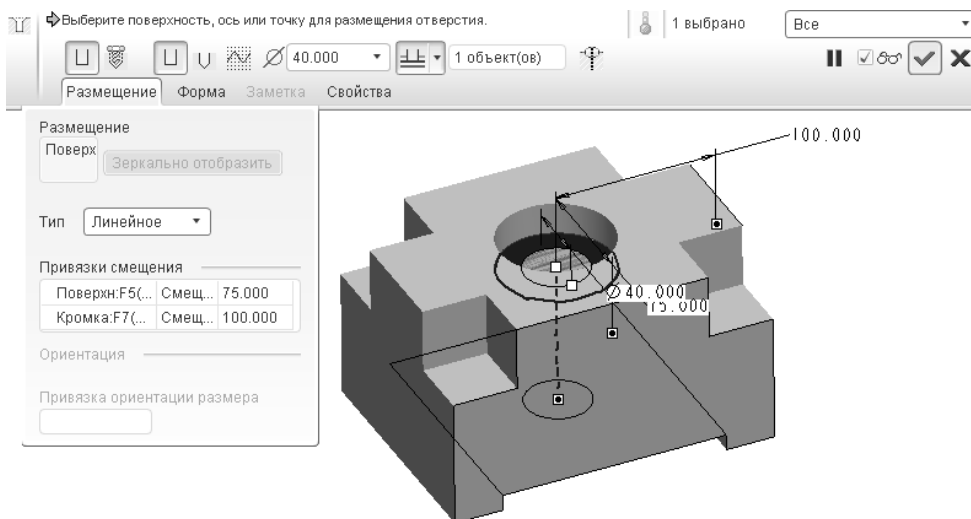 Выберите поверхность, ось или точку для размещения отверстия.
1 выбрано
Все
40.000
1 объект(ов)
Размещение Форма Заметка Свойства
Размещение
Поверх
Зеркально отобразить
Тип Линейное
Привязки смещения
Поверхн:F5(... Смещ... 75.000
Кромка:F7(... Смещ... 100.000
Ориентация
Привязка ориентации размера
100.000
Ø40.000
75.000